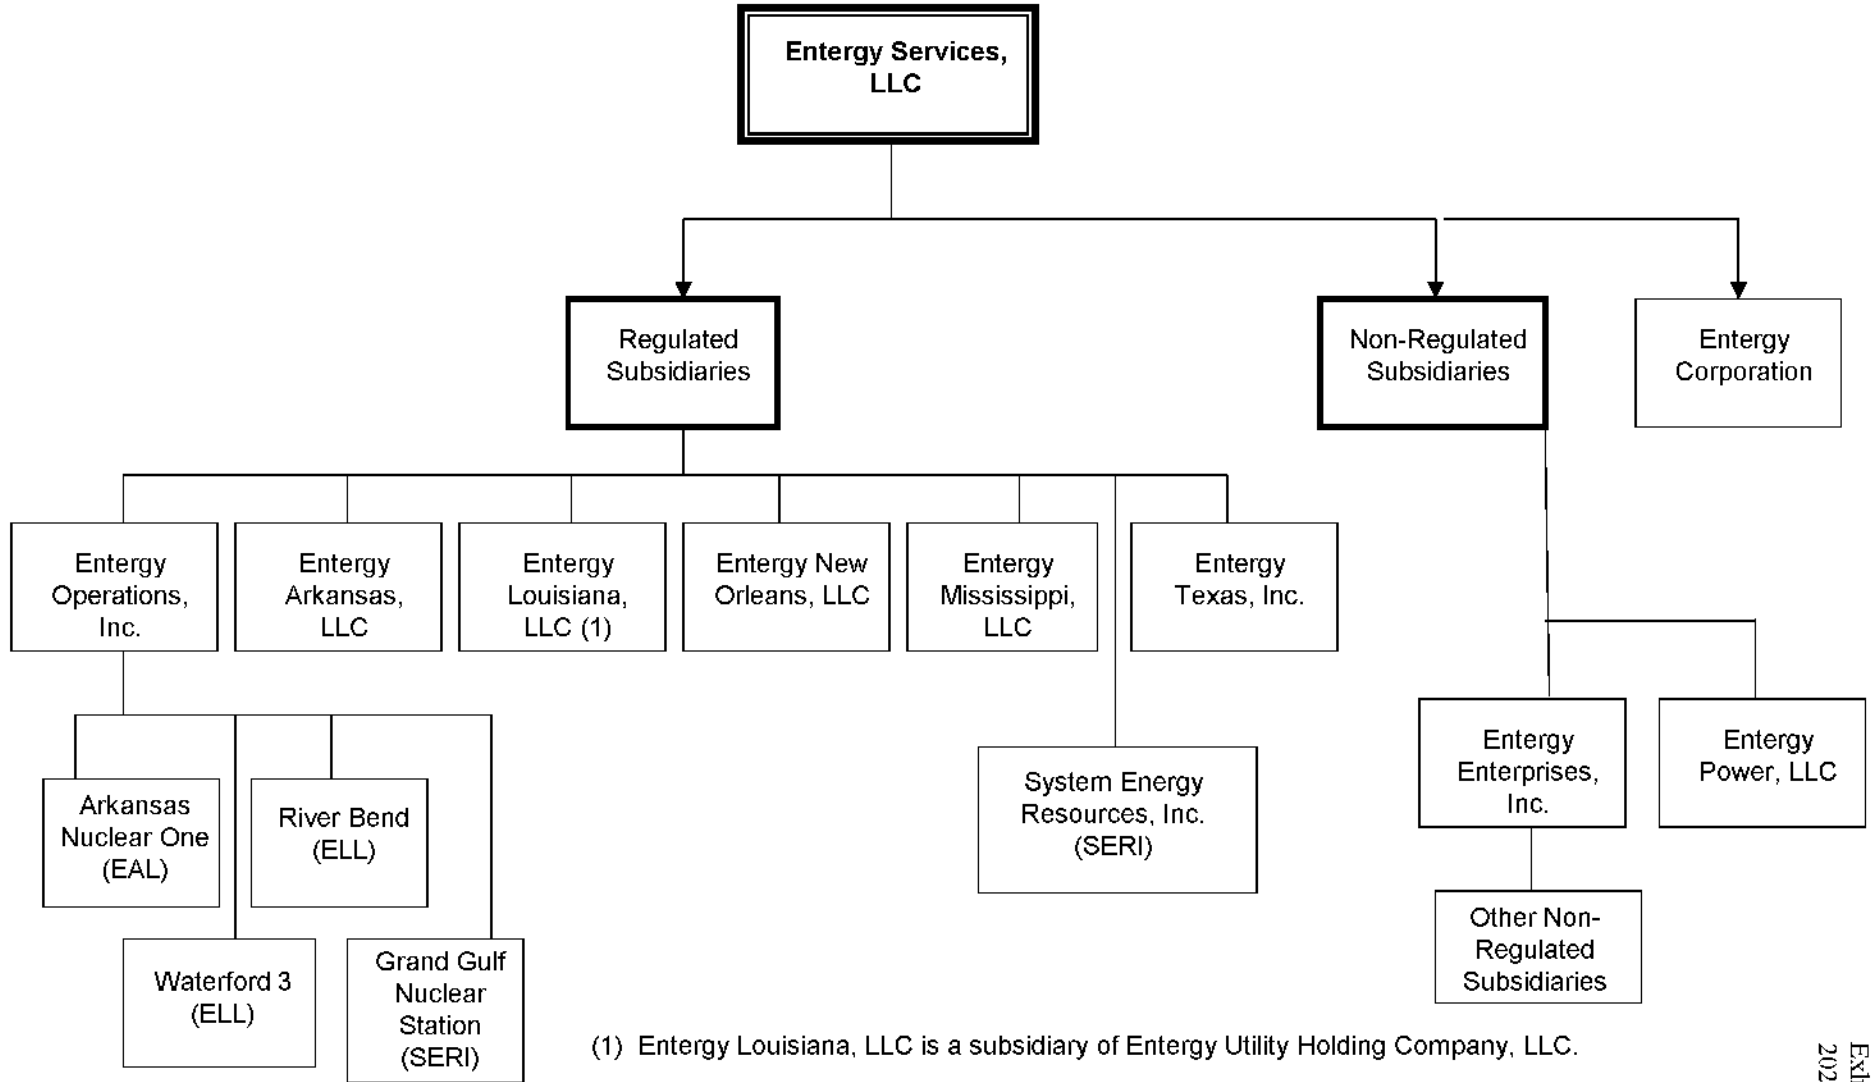 Entergy Services,
LLC
Regulated
Subsidiaries
Non-Regulated
Subsidiaries
Entergy
Corporation
Entergy
Operations,
Inc.
Entergy
Arkansas,
LLC
Entergy
Louisiana,
LLC (1)
Entergy New
Orleans, LLC
Entergy
Mississippi,
LLC
Entergy
Texas, Inc.
Arkansas
Nuclear One
(EAL)
River Bend
(ELL)
System Energy
Resources, Inc.
(SERI)
Entergy
Enterprises,
Inc.
Entergy
Power, LLC
Waterford 3
(ELL)
Grand Gulf
Nuclear
Station
(SERI)
Other Non-
Regulated
Subsidiaries
(1) Entergy Louisiana, LLC is a subsidiary of Entergy Utility Holding Company, LLC.